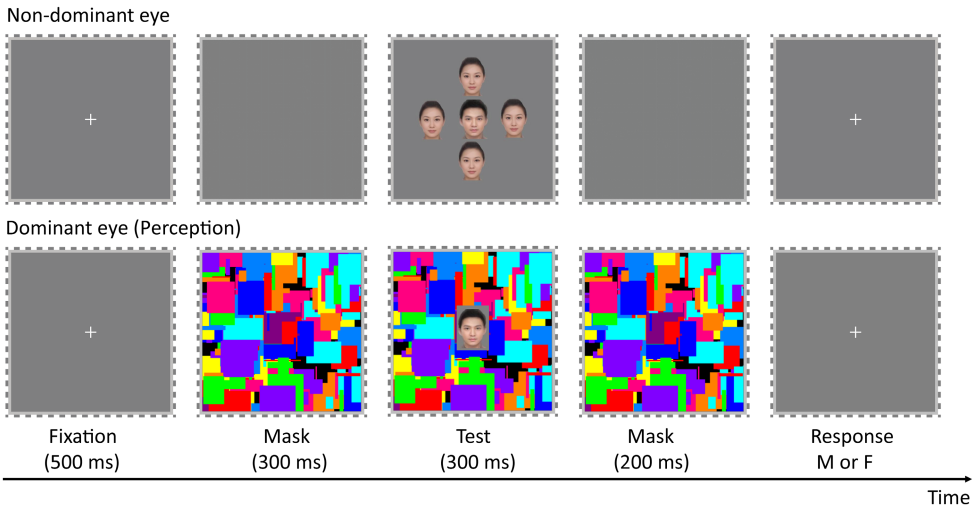 Non-dominant eye
Dominant eye (Perception)
Fixation
(500 ms)
Mask
(300 ms)
Test
(300 ms)
Mask
(200 ms)
Response
M or F
Time